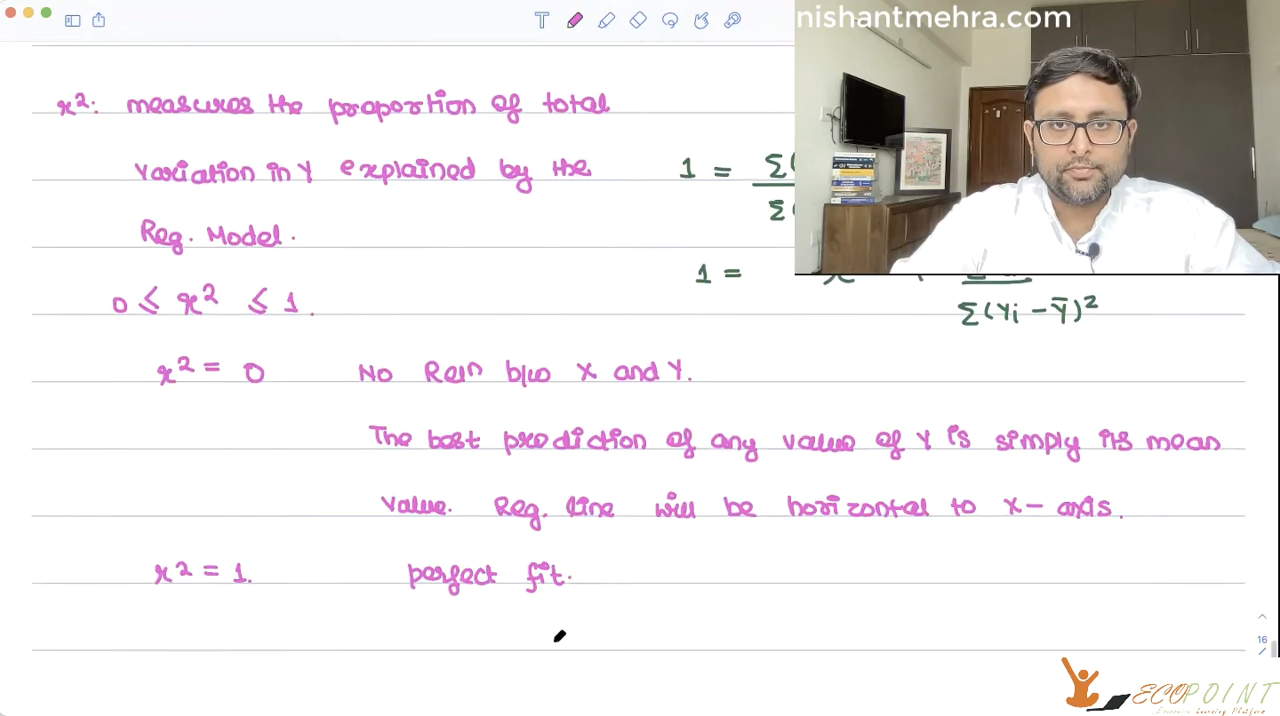 nishantmehra.com
r²: measures the proportion of total
variation in Y explained by the
Reg. Model.
0 ≤ r² ≤ 1.
r² = 0 No Reln b/w X and Y.
The best prediction of any value of Y is simply its mean
value. Reg. line will be horizontal to X-axis.
r² = 1. perfect fit.
1 = Σ(
Σ(
1 =
Σ(Yi - Ȳ)²
16
ECOPOINT